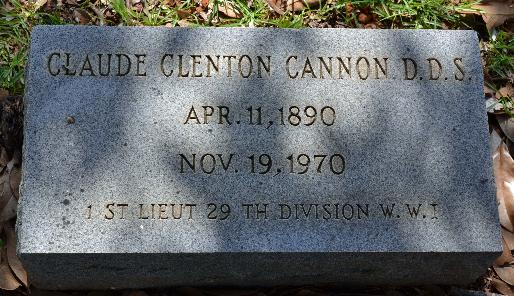 CLAUDE CLENTON CANNON D.D.S.
APR. 11, 1890
NOV. 19, 1970
1 ST LIEUT 29 TH DIVISION W.W.I